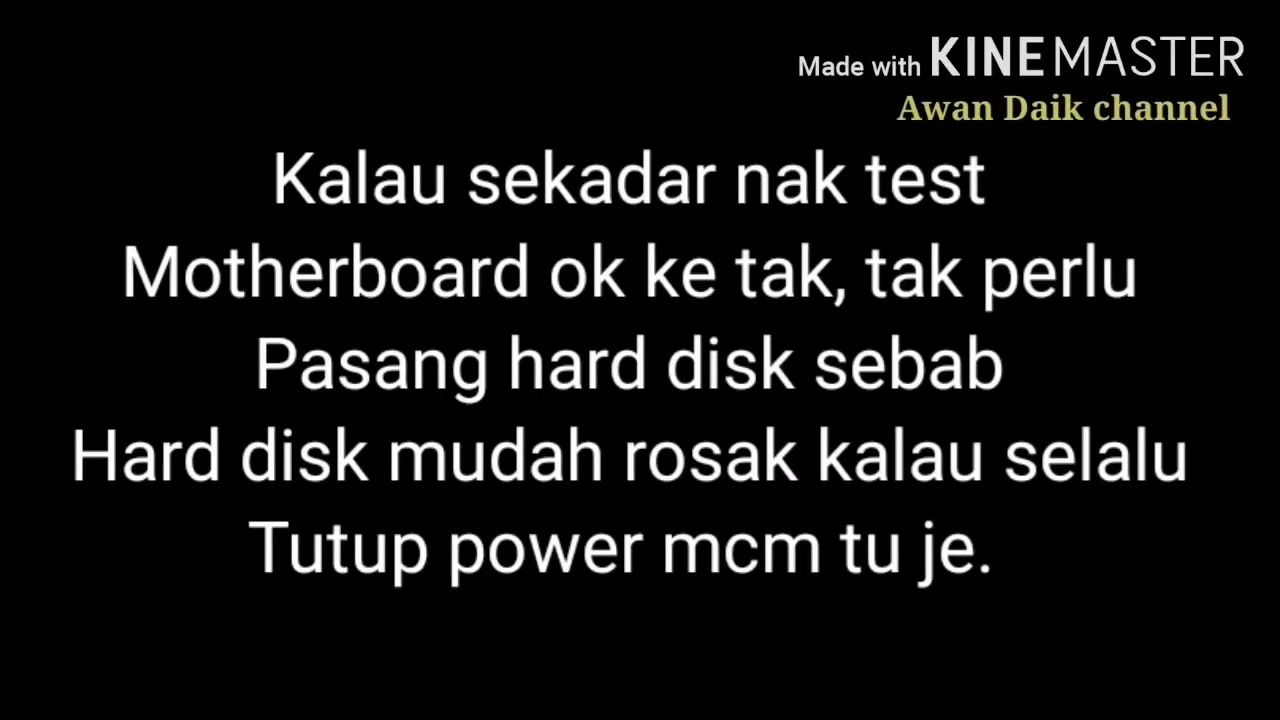 Made with KINEMASTER
Awan Daik channel
Kalau sekadar nak test
Motherboard ok ke tak, tak perlu
Pasang hard disk sebab
Hard disk mudah rosak kalau selalu
Tutup power mcm tu je.